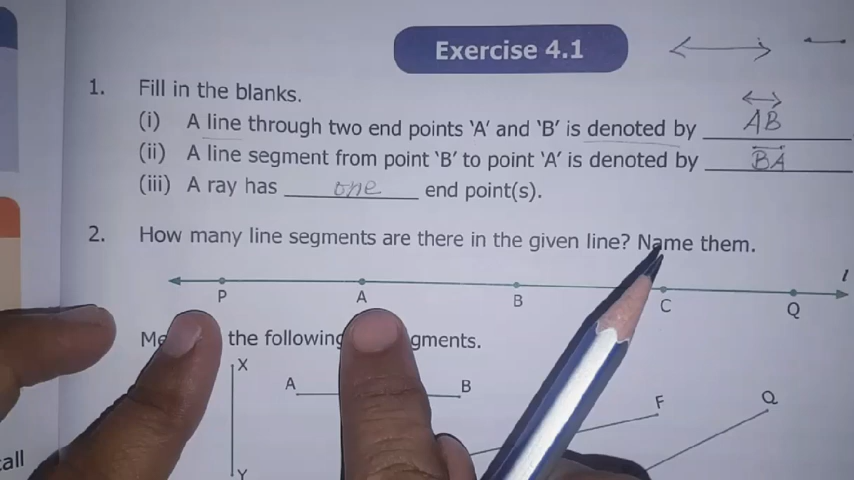 Exercise 4.1
1. Fill in the blanks.
(i) A line through two end points 'A' and 'B' is denoted by AB
(ii) A line segment from point 'B' to point 'A' is denoted by BA
(iii) A ray has one end point(s).
2. How many line segments are there in the given line? Name them.
l
P A B C Q
the following
X
A B
F
Q
Y